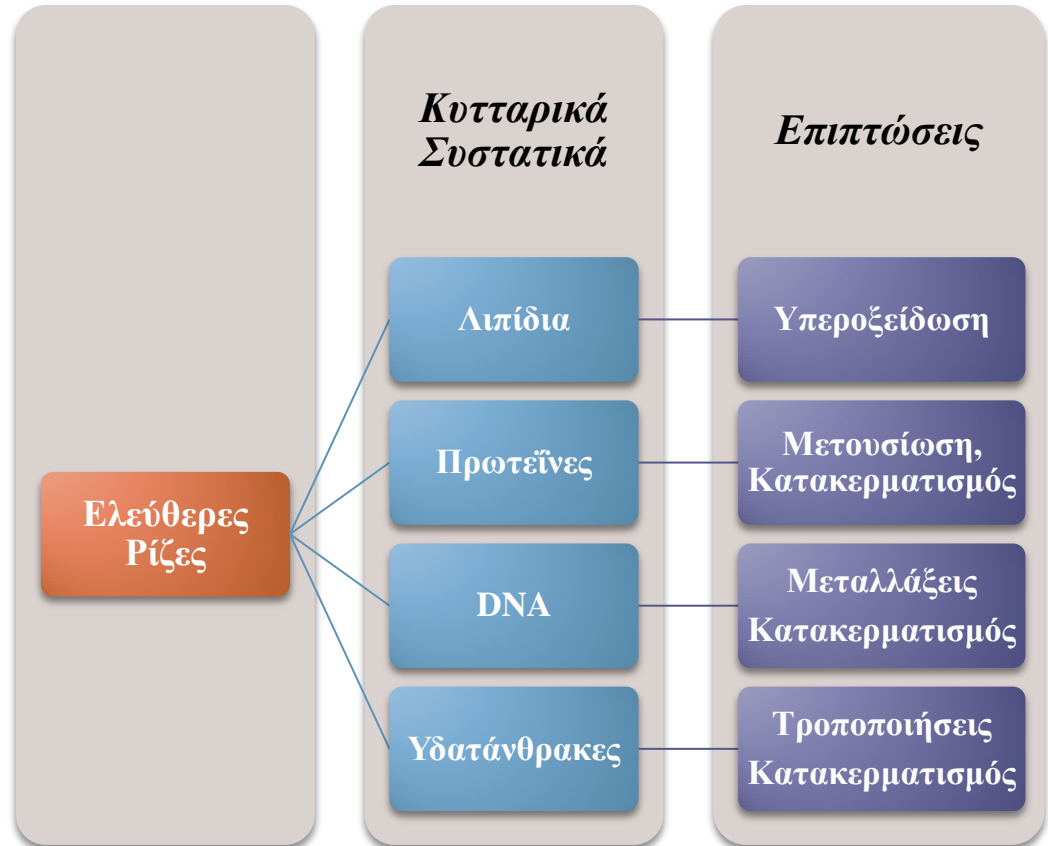 Κυτταρικά
Συστατικά
Επιπτώσεις
Ελεύθερες
Ρίζες
Λιπίδια
Υπεροξείδωση
Πρωτεΐνες
Μετουσίωση,
Κατακερματισμός
DNA
Μεταλλάξεις
Κατακερματισμός
Υδατάνθρακες
Τροποποιήσεις
Κατακερματισμός